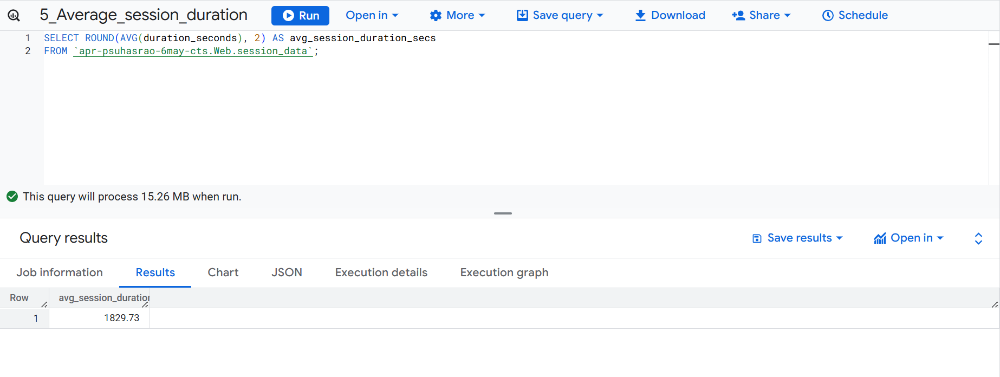 5_Average_session_duration Run Open in More Save query Download Share Schedule
1 SELECT ROUND(AVG(duration_seconds), 2) AS avg_session_duration_secs
2 FROM `apr-psuhasrao-6may-cts.Web.session_data`;
This query will process 15.26 MB when run.
Query results Save results Open in
Job information Results Chart JSON Execution details Execution graph
Row avg_session_duration
1 1829.73